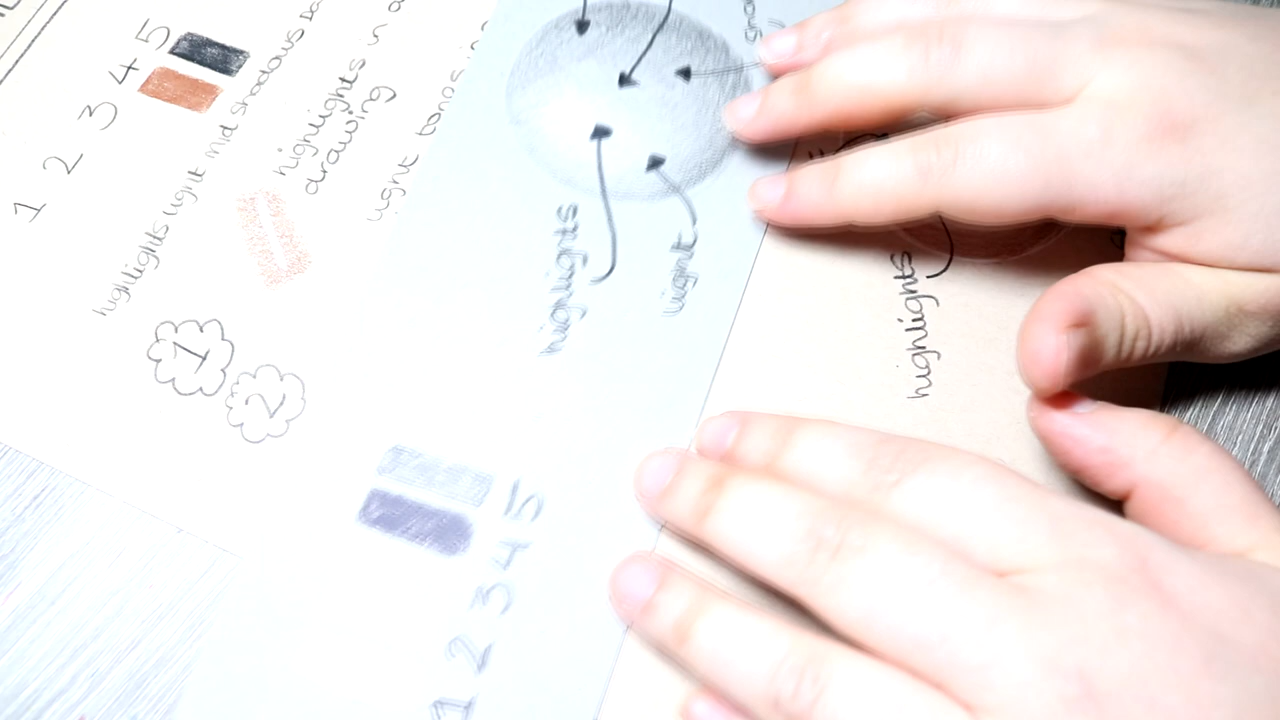 1 2 3 4 5
highlights light mid shadows
highlights in a
drawing
light tones in
1
2
highlights
light
highlights
1 2 3 4 5